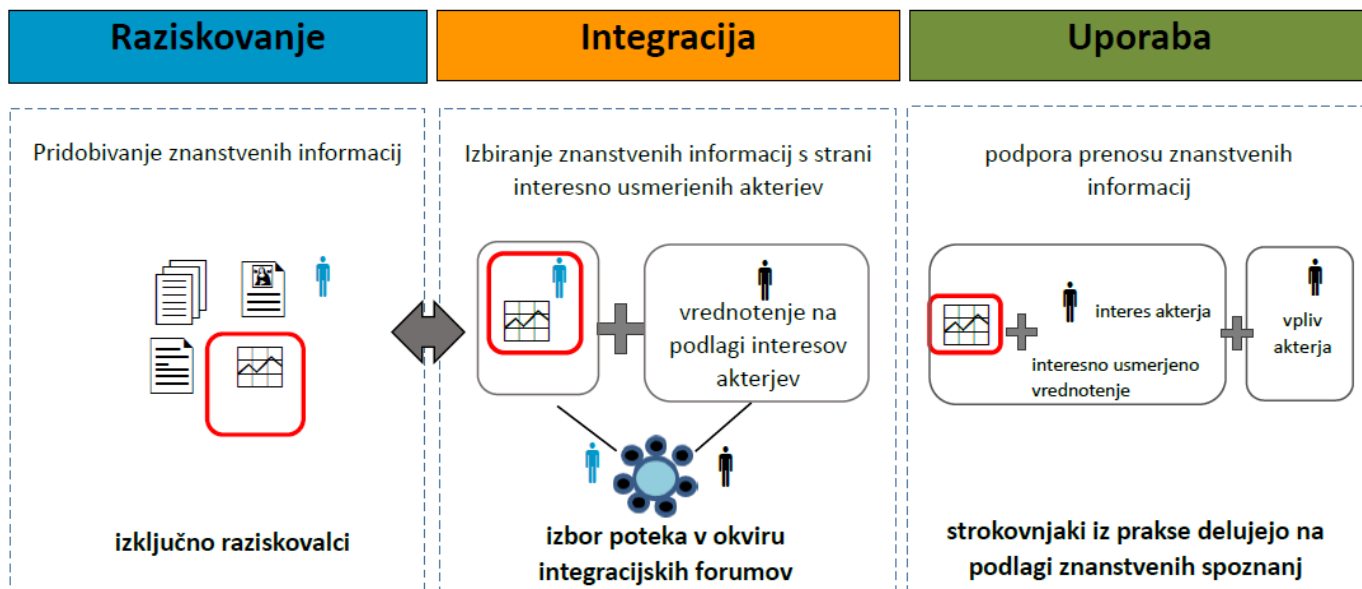 Raziskovanje
Integracija
Uporaba
Pridobivanje znanstvenih informacij
Izbiranje znanstvenih informacij s strani
interesno usmerjenih akterjev
podpora prenosu znanstvenih
informacij
vrednotenje na
podlagi interesov
akterjev
interes akterja
interesno usmerjeno
vrednotenje
vpliv
akterja
izključno raziskovalci
izbor poteka v okviru
integracijskih forumov
strokovnjaki iz prakse delujejo na
podlagi znanstvenih spoznanj